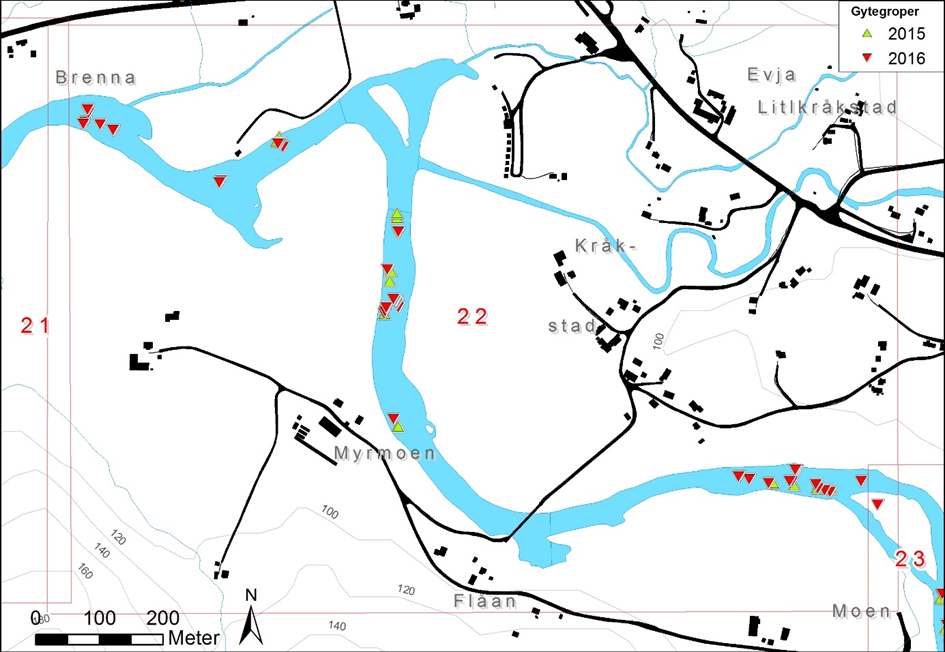 Gytegroper
2015
2016
Brenna
Evja
Litlkråkstad
Kråk-
stad
21
22
100
Myrmoen
100
120
140
160
180
120
140
Flåan
23
Moen
N
0 100 200
Meter